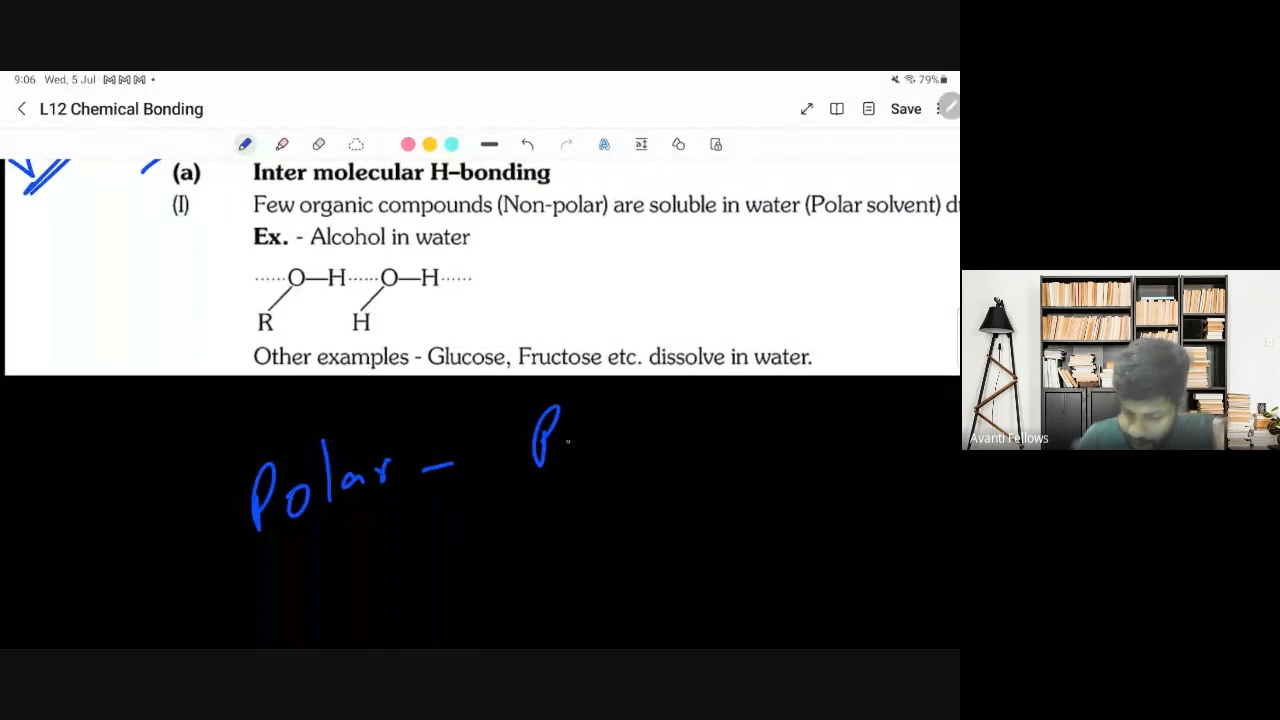 9:06 Wed, 5 Jul M M M • 79%
L12 Chemical Bonding Save
(a) Inter molecular H–bonding
(I) Few organic compounds (Non-polar) are soluble in water (Polar solvent) d
Ex. - Alcohol in water
······O—H······O—H······
R H
Other examples - Glucose, Fructose etc. dissolve in water.
Polar – P
Avanti Fellows